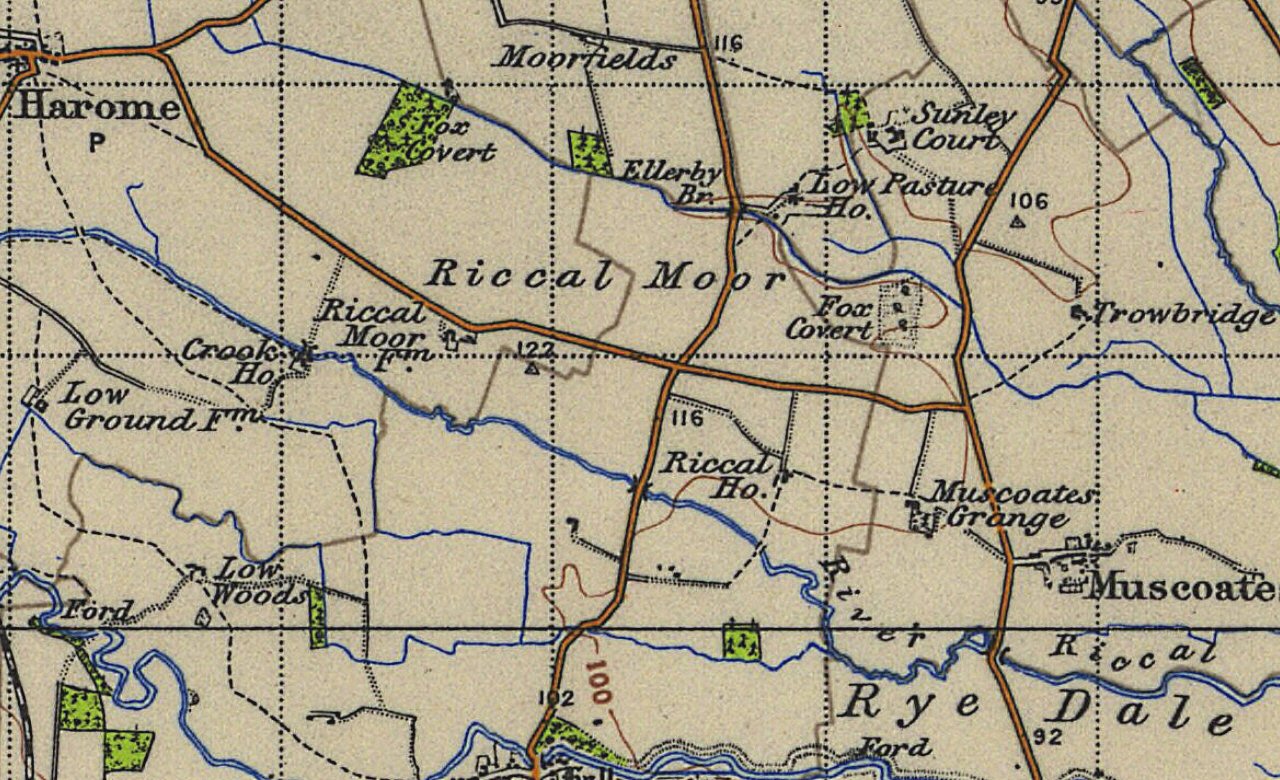 116
Moorfields
Harome
P
Fox
Covert
Sunley
Court
Ellerby
Br.
Low Pasture
Ho.
106
Riccal Moor
Riccal
Moor
Fm.
Fox
Covert
Trowbridge
Crook
Ho.
122
Low
Ground Fm.
116
Riccal
Ho.
Muscoates
Grange
Low
Woods
Muscoate
Ford
River Riccal
100
102
Rye Dale
92
Ford